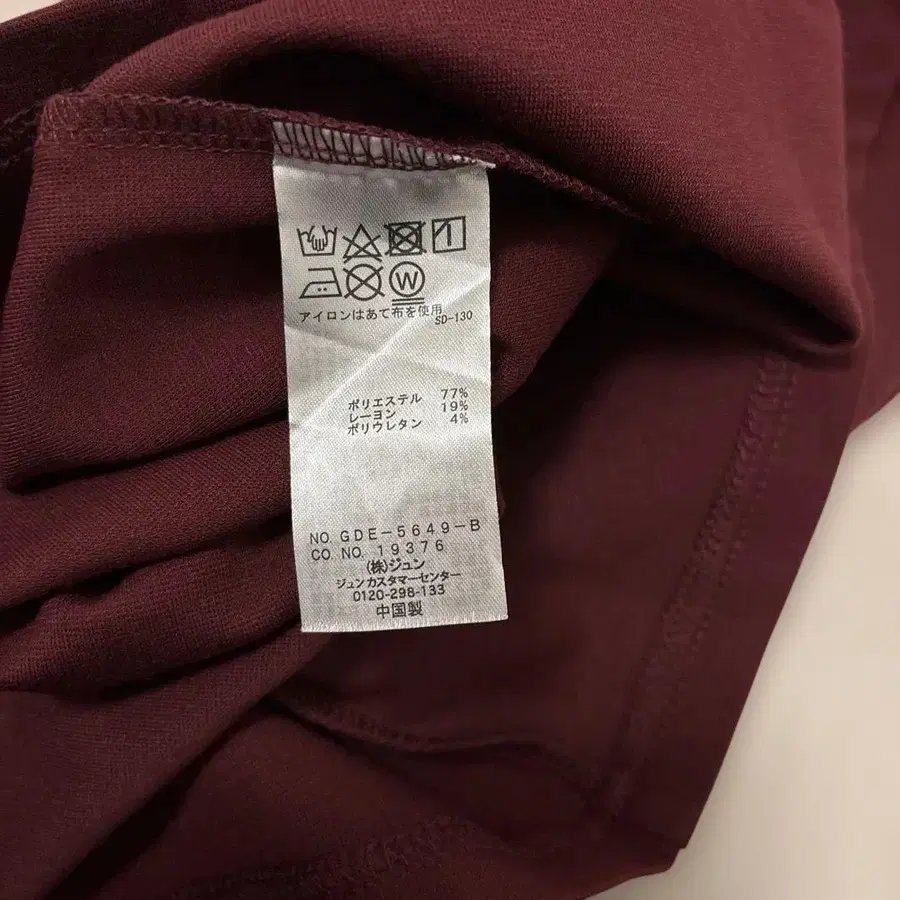 W
アイロンはあて布を使用
SD-130
ポリエステル 77%
レーヨン 19%
ポリウレタン 4%
NO. GDE-5649-B
CO. NO. 19376
(株)ジュン
ジュンカスタマーセンター
0120-298-133
中国製